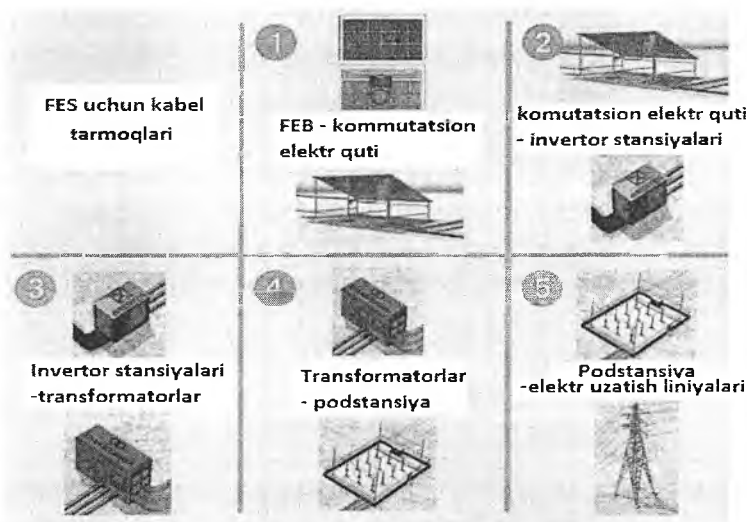 FES uchun kabel
tarmoqlari
1
FEB - kommutatsion
elektr quti
2
komutatsion elektr quti
- invertor stansiyalari
3
Invertor stansiyalari
-transformatorlar
4
Transformatorlar
- podstansiya
5
Podstansiya
-elektr uzatish liniyalari